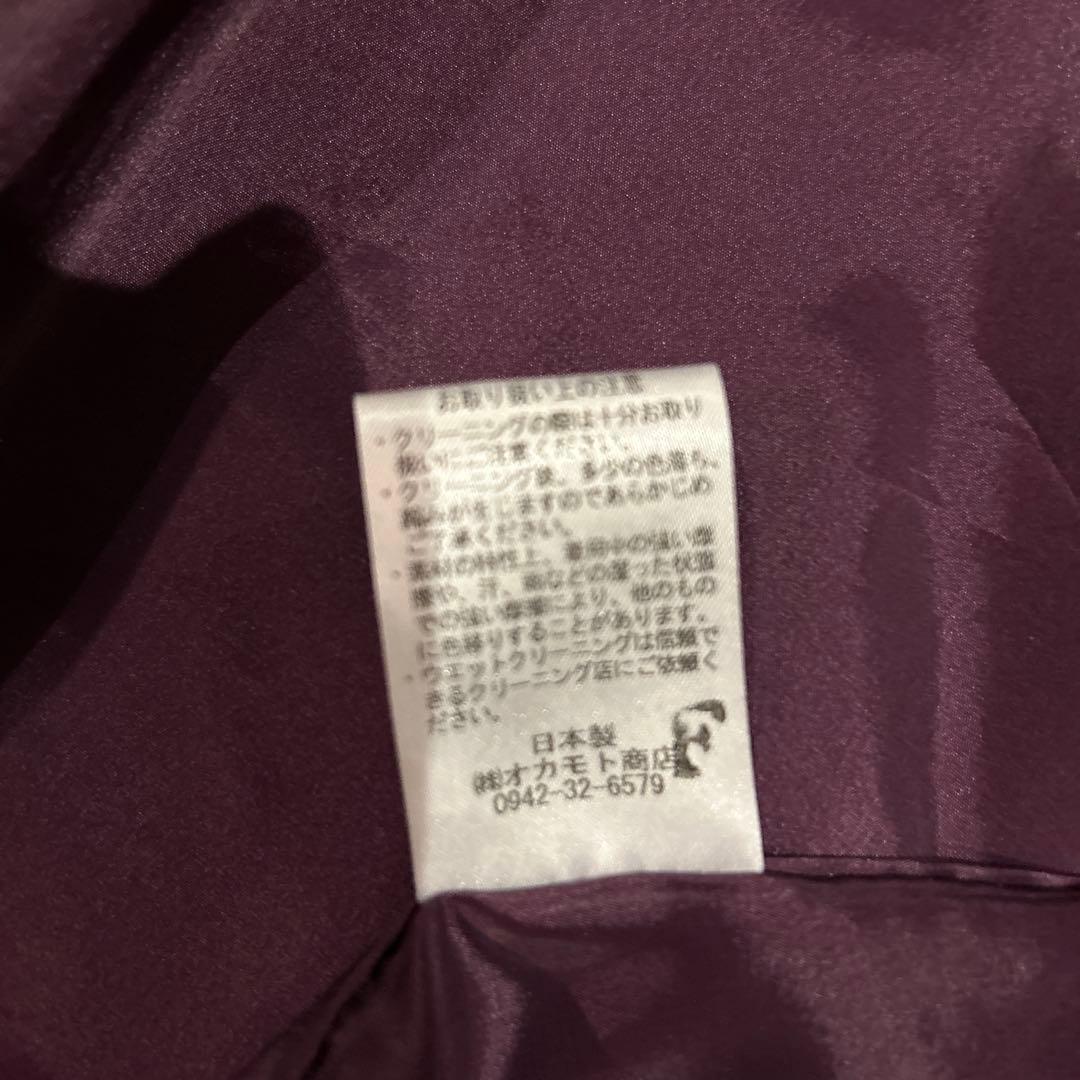 お取り扱い上の注意
・クリーニングの際は十分お取り
扱いにご注意ください。
・クリーニング後、多少の色落ち、
縮みが生じますのであらかじめ
ご了承ください。
・素材の特性上、着用中の強い摩
擦や、汗、雨などの湿った状態
での強い摩擦により、他のもの
に色移りすることがあります。
・ウエットクリーニングは信頼で
きるクリーニング店にご依頼く
ださい。
日本製
㈱オカモト商店
0942-32-6579